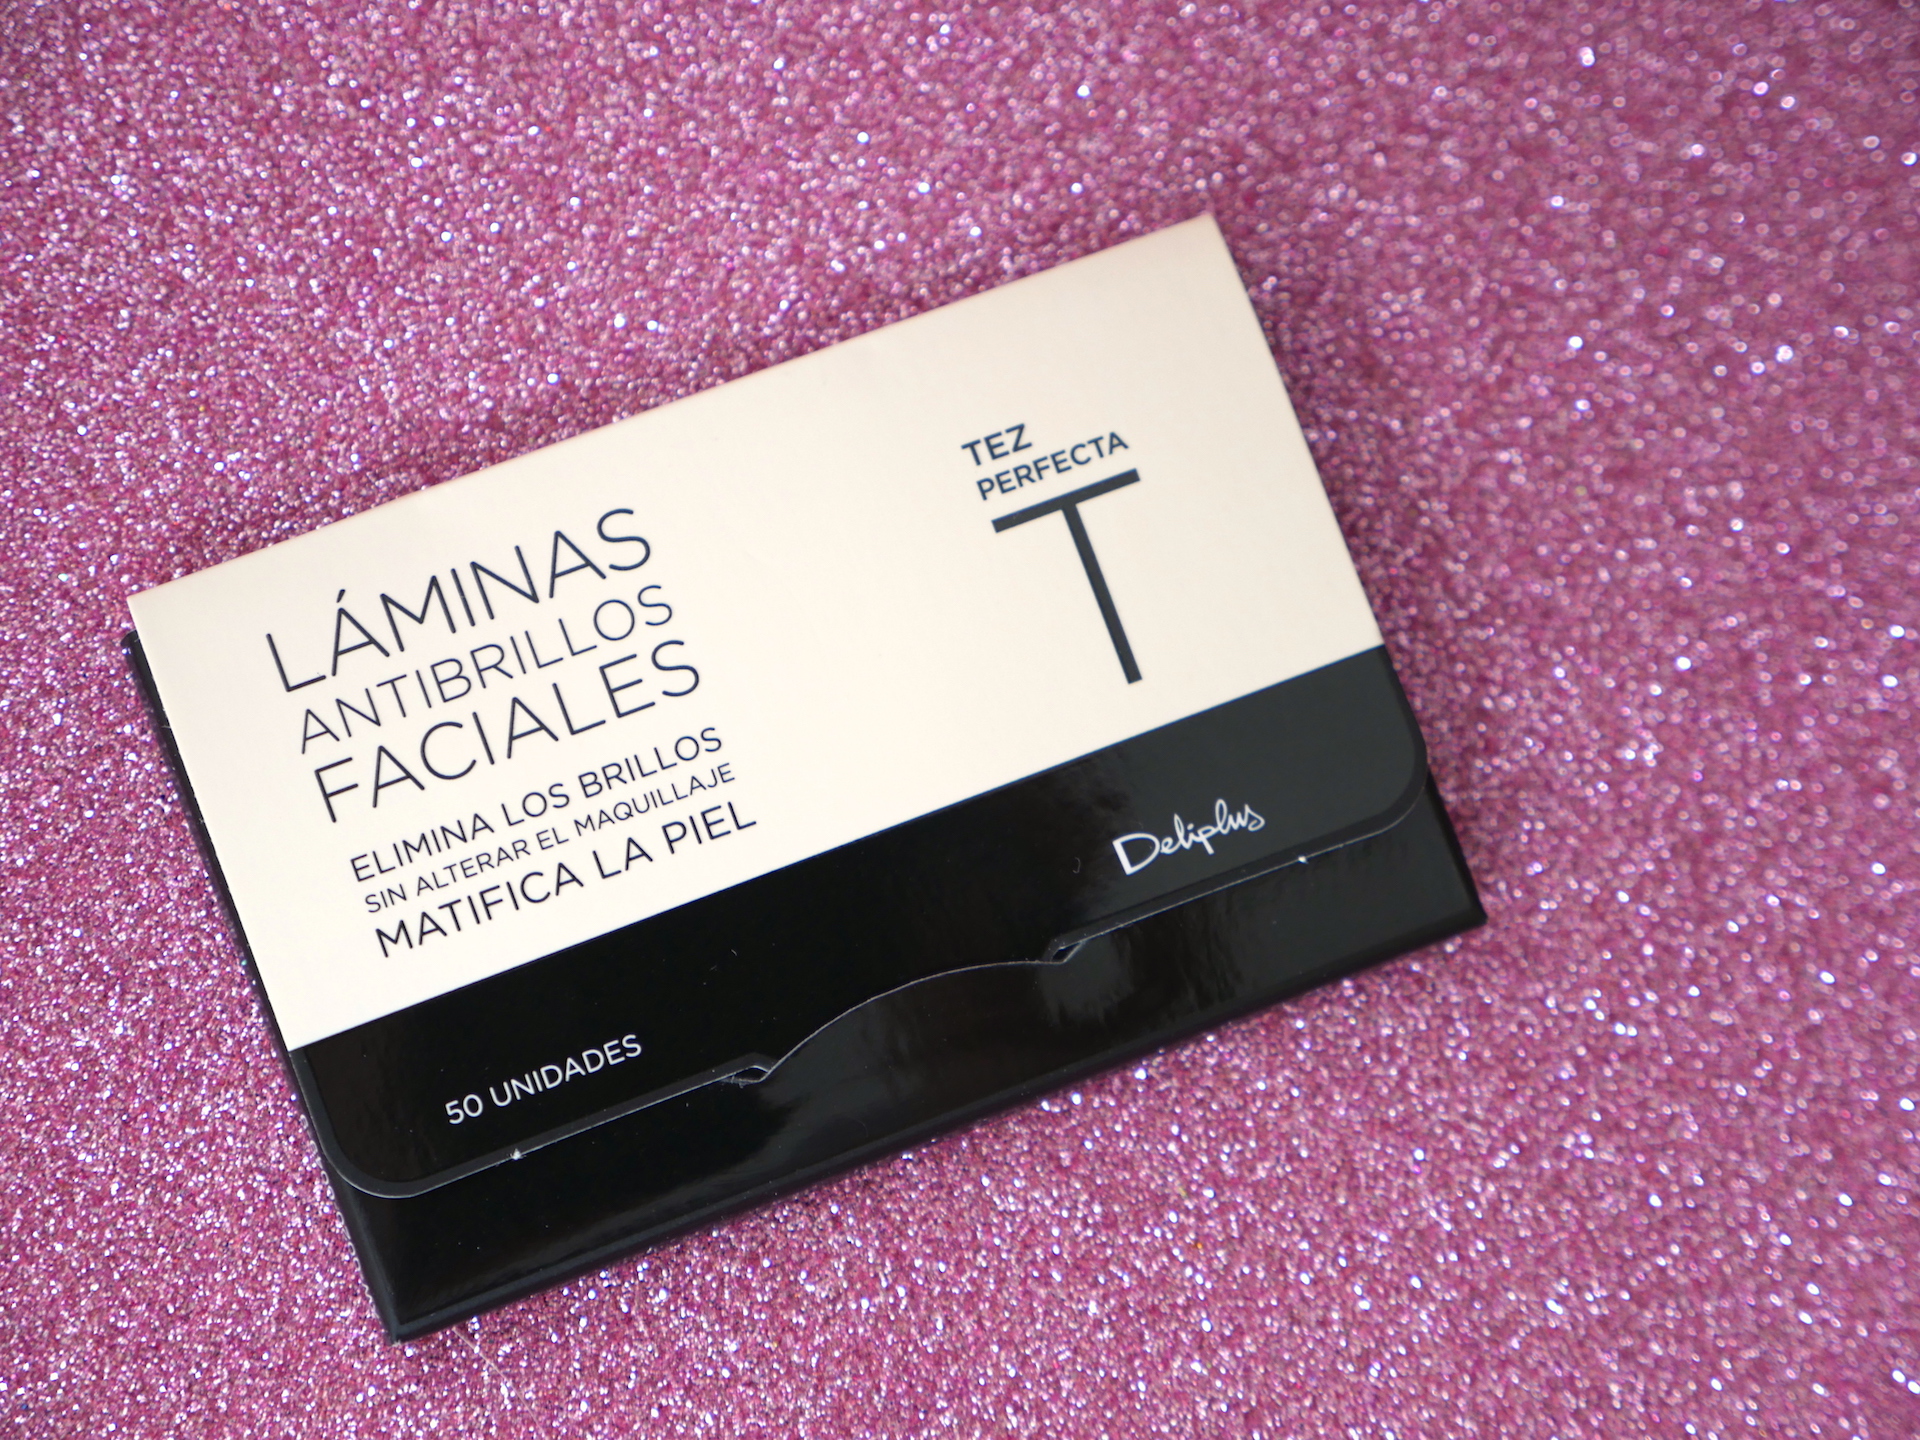 LÁMINAS
ANTIBRILLOS
FACIALES
ELIMINA LOS BRILLOS
SIN ALTERAR EL MAQUILLAJE
MATIFICA LA PIEL
TEZ
PERFECTA
T
Deliplus
50 UNIDADES